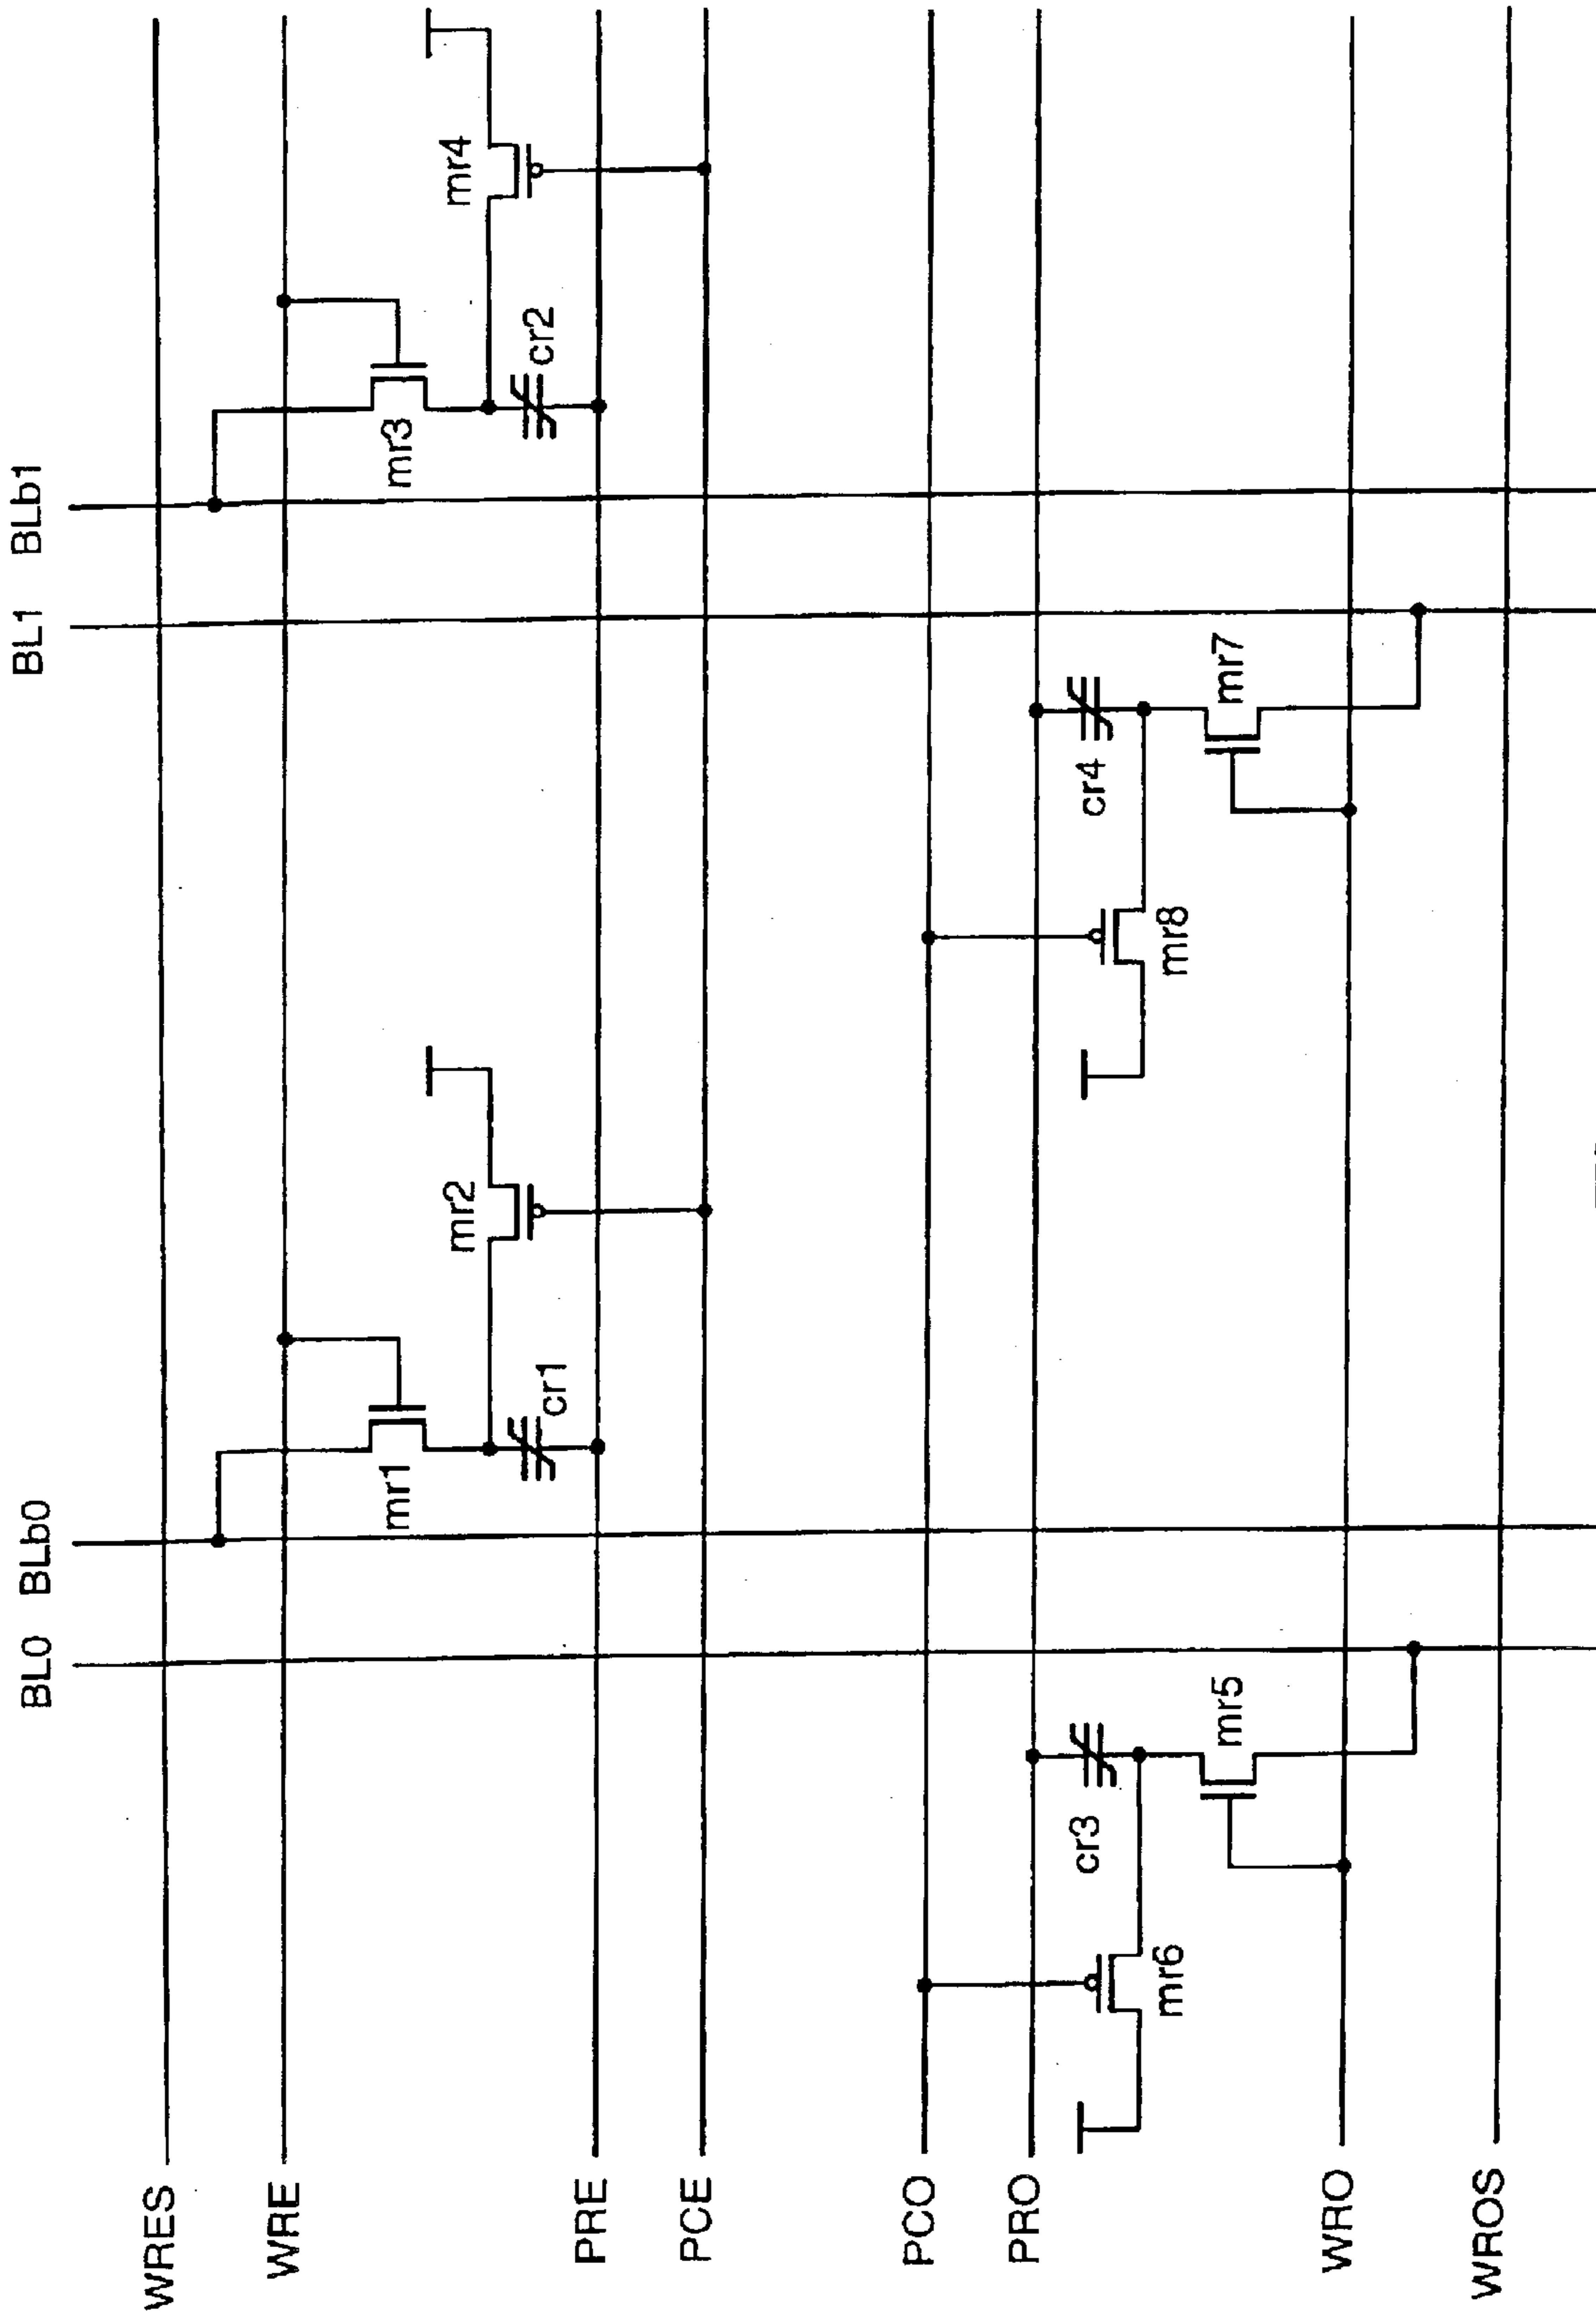 BL0 BLb0
BL1 BLb1
WRES
WRE
mr1
mr2
cr1
mr3
mr4
cr2
PRE
PCE
PCO
PRO
cr3
mr5
mr6
cr4
mr7
mr8
WRO
WROS